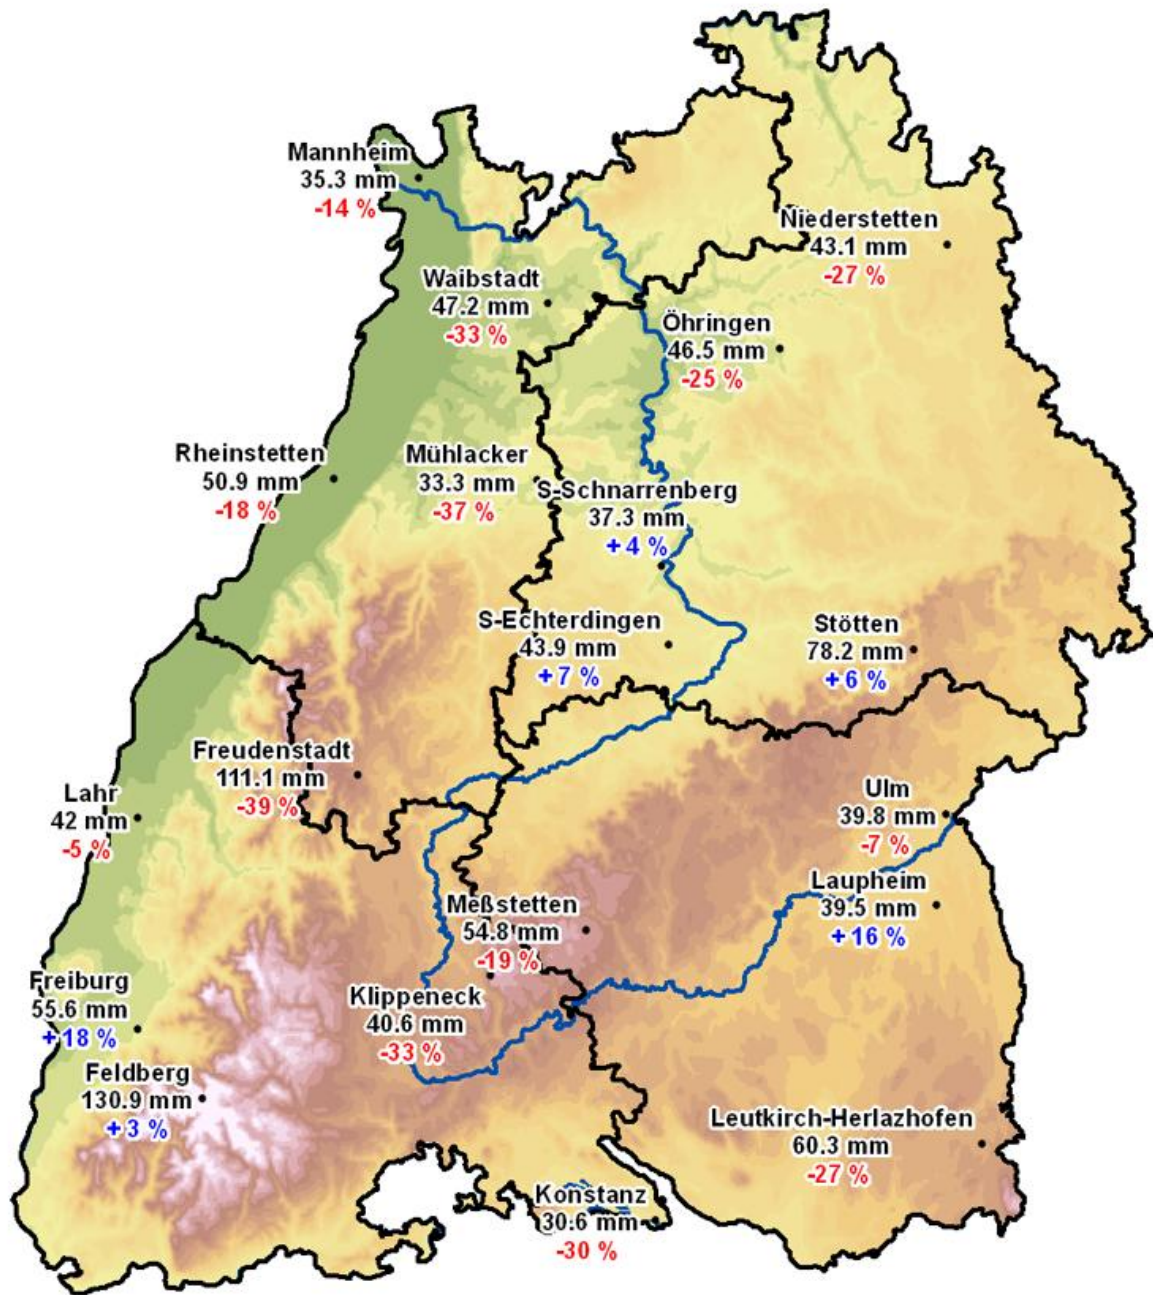 Mannheim
35.3 mm
-14 %
Niederstetten
43.1 mm
-27 %
Waibstadt
47.2 mm
-33 %
Öhringen
46.5 mm
-25 %
Rheinstetten
50.9 mm
-18 %
Mühlacker
33.3 mm
-37 %
S-Schnarrenberg
37.3 mm
+4 %
S-Echterdingen
43.9 mm
+7 %
Stötten
78.2 mm
+6 %
Freudenstadt
111.1 mm
-39 %
Lahr
42 mm
-5 %
Ulm
39.8 mm
-7 %
Laupheim
39.5 mm
+16 %
Meßstetten
54.8 mm
-19 %
Freiburg
55.6 mm
+18 %
Klippeneck
40.6 mm
-33 %
Feldberg
130.9 mm
+3 %
Leutkirch-Herlazhofen
60.3 mm
-27 %
Konstanz
30.6 mm
-30 %